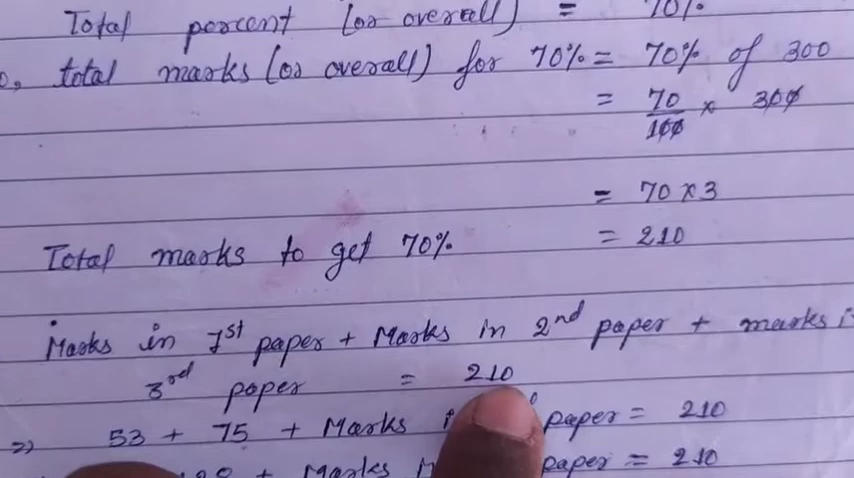 Total percent (or overall) = 70%
total marks (or overall) for 70% = 70% of 300
= 70/100 × 300
= 70 × 3
Total marks to get 70% = 210
Marks in 1st paper + Marks in 2nd paper + marks
3rd paper = 210
⇒ 53 + 75 + Marks paper = 210
+ Marks paper = 210